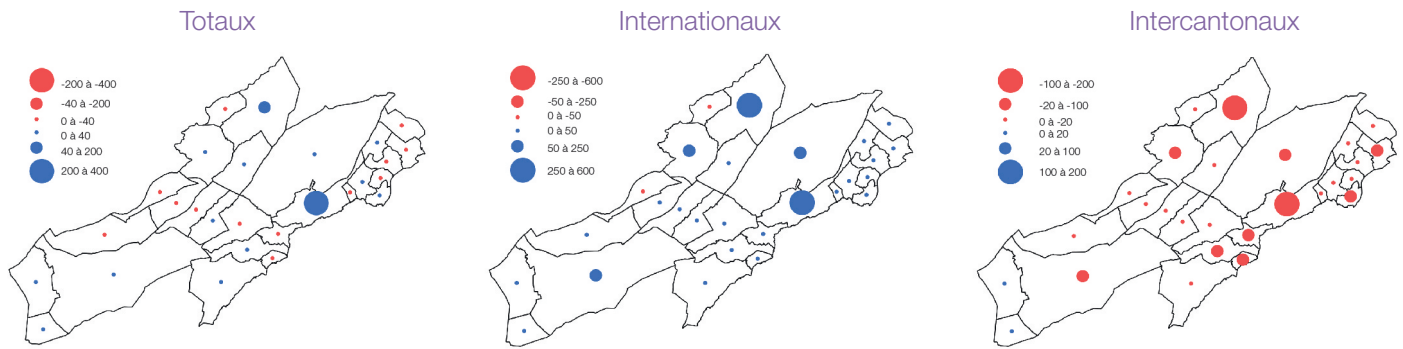 Totaux
-200 à -400
-40 à -200
0 à -40
0 à 40
40 à 200
200 à 400
Internationaux
-250 à -600
-50 à -250
0 à -50
0 à 50
50 à 250
250 à 600
Intercantonaux
-100 à -200
-20 à -100
0 à -20
0 à 20
20 à 100
100 à 200